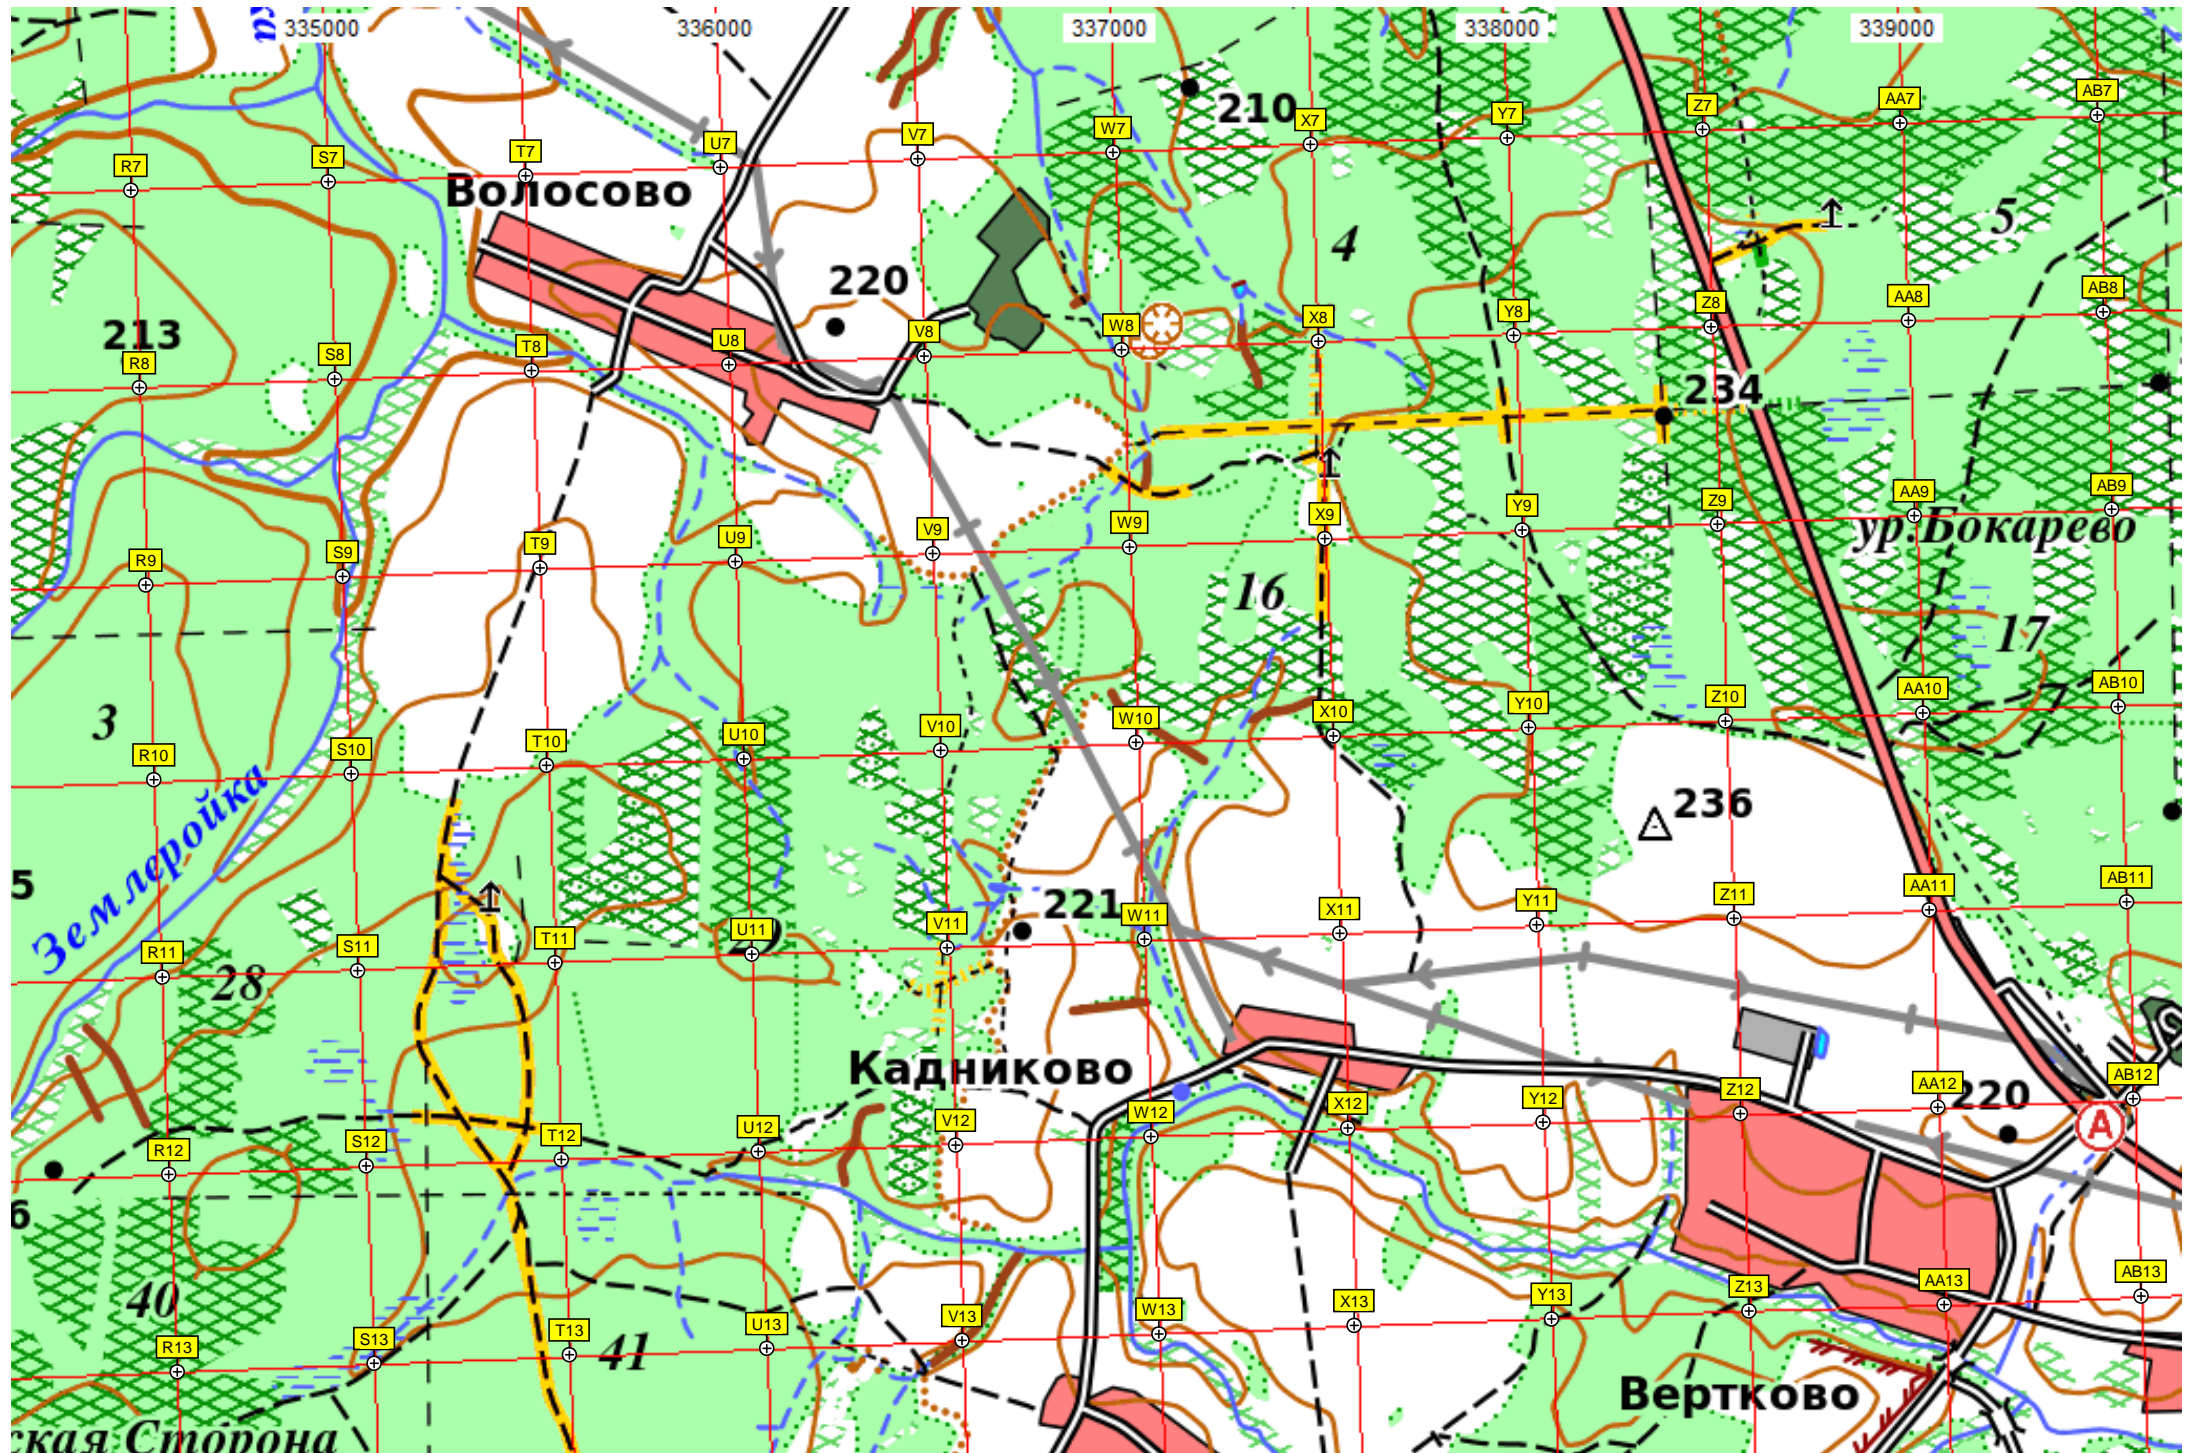 335000 336000 337000 338000 339000
210
R7 S7 T7 U7 V7 W7 X7 Y7 Z7 AA7 AB7
Волосово
4
5
220
213
R8 S8 T8 U8 V8 W8 X8 Y8 Z8 AA8 AB8
234
R9 S9 T9 U9 V9 W9 X9 Y9 Z9 AA9 AB9
ур.Бокарево
16
17
3
R10 S10 T10 U10 V10 W10 X10 Y10 Z10 AA10 AB10
Землеройка
236
5
221
R11 S11 T11 U11 V11 W11 X11 Y11 Z11 AA11 AB11
28
Кадниково
220
А
R12 S12 T12 U12 V12 W12 X12 Y12 Z12 AA12 AB12
6
40
R13 S13 T13 U13 V13 W13 X13 Y13 Z13 AA13 AB13
41
Вертково
ская Сторона